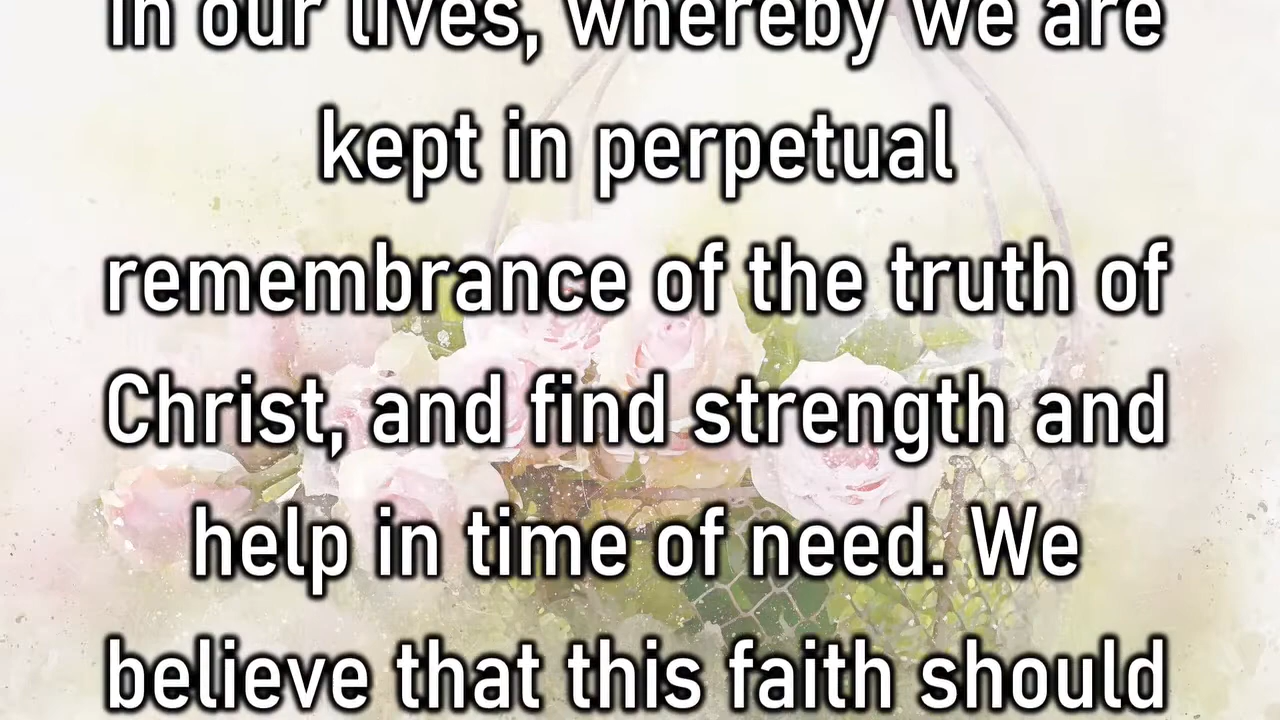 in our lives, whereby we are
kept in perpetual
remembrance of the truth of
Christ, and find strength and
help in time of need. We
believe that this faith should